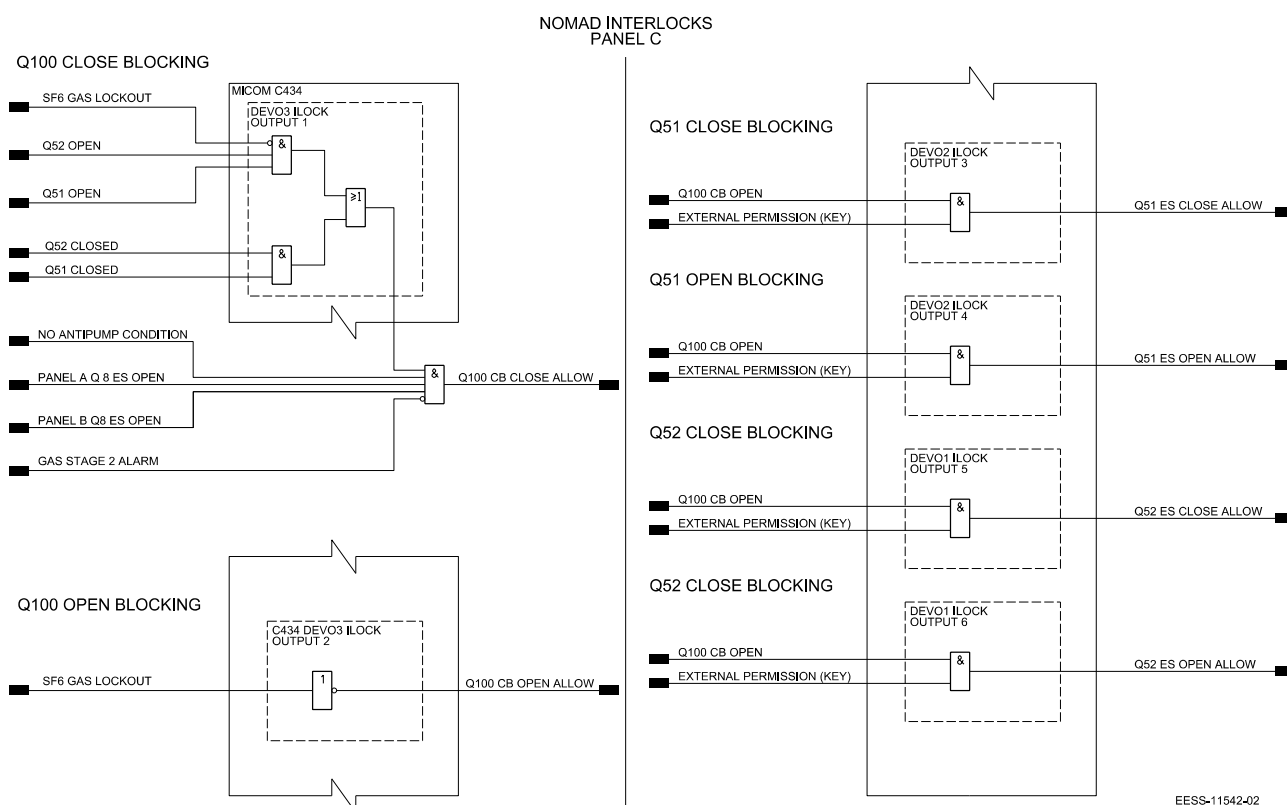 NOMAD INTERLOCKS
PANEL C
Q100 CLOSE BLOCKING
MICOM C434
SF6 GAS LOCKOUT
DEVO3 ILOCK
OUTPUT 1
&
Q52 OPEN
Q51 OPEN
≥1
Q52 CLOSED
&
Q51 CLOSED
NO ANTIPUMP CONDITION
PANEL A Q 8 ES OPEN
&
Q100 CB CLOSE ALLOW
PANEL B Q8 ES OPEN
GAS STAGE 2 ALARM
Q100 OPEN BLOCKING
C434 DEVO3 ILOCK
OUTPUT 2
SF6 GAS LOCKOUT
1
Q100 CB OPEN ALLOW
Q51 CLOSE BLOCKING
DEVO2 ILOCK
OUTPUT 3
Q100 CB OPEN
EXTERNAL PERMISSION (KEY)
&
Q51 ES CLOSE ALLOW
Q51 OPEN BLOCKING
DEVO2 ILOCK
OUTPUT 4
Q100 CB OPEN
EXTERNAL PERMISSION (KEY)
&
Q51 ES OPEN ALLOW
Q52 CLOSE BLOCKING
DEVO1 ILOCK
OUTPUT 5
Q100 CB OPEN
EXTERNAL PERMISSION (KEY)
&
Q52 ES CLOSE ALLOW
Q52 CLOSE BLOCKING
DEVO1 ILOCK
OUTPUT 6
Q100 CB OPEN
EXTERNAL PERMISSION (KEY)
&
Q52 ES OPEN ALLOW
EESS-11542-02